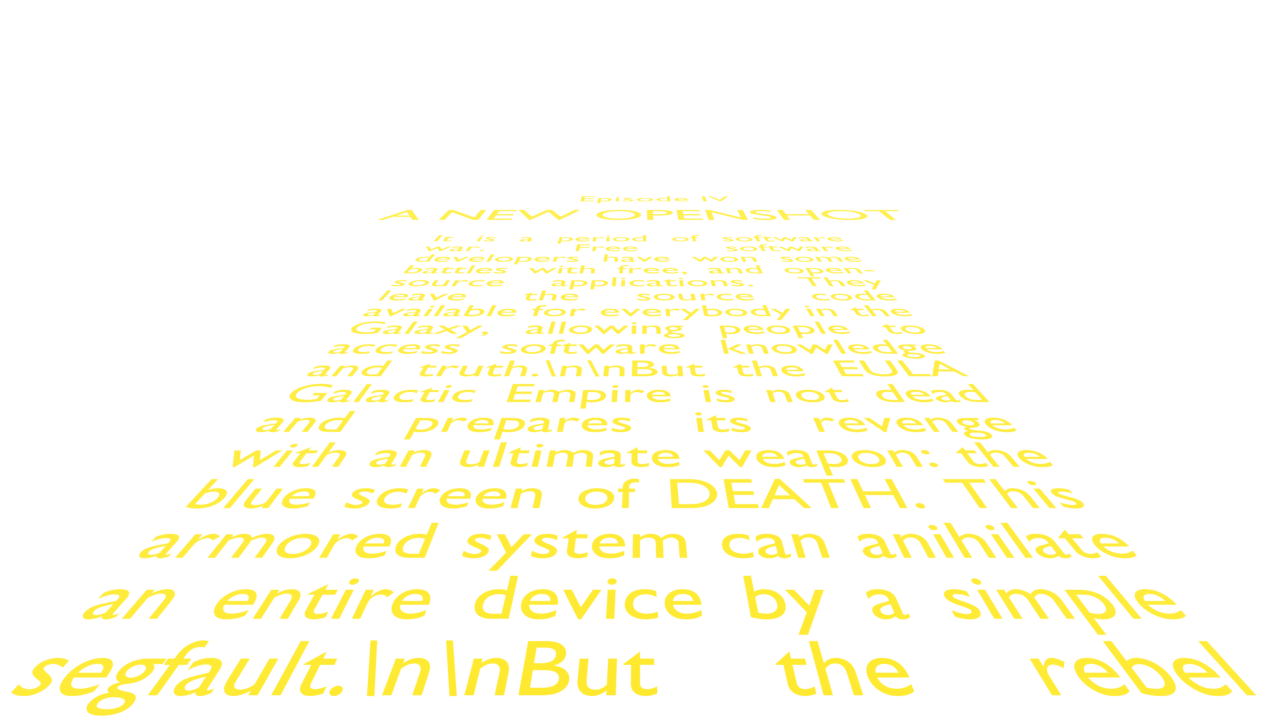 Episode IV
A NEW OPENSHOT
It is a period of software
war. Free software
developers have won some
battles with free, and open-
source applications. They
leave the source code
available for everybody in the
Galaxy, allowing people to
access software knowledge
and truth.\n\nBut the EULA
Galactic Empire is not dead
and prepares its revenge
with an ultimate weapon: the
blue screen of DEATH. This
armored system can anihilate
an entire device by a simple
segfault.\n\nBut the rebel